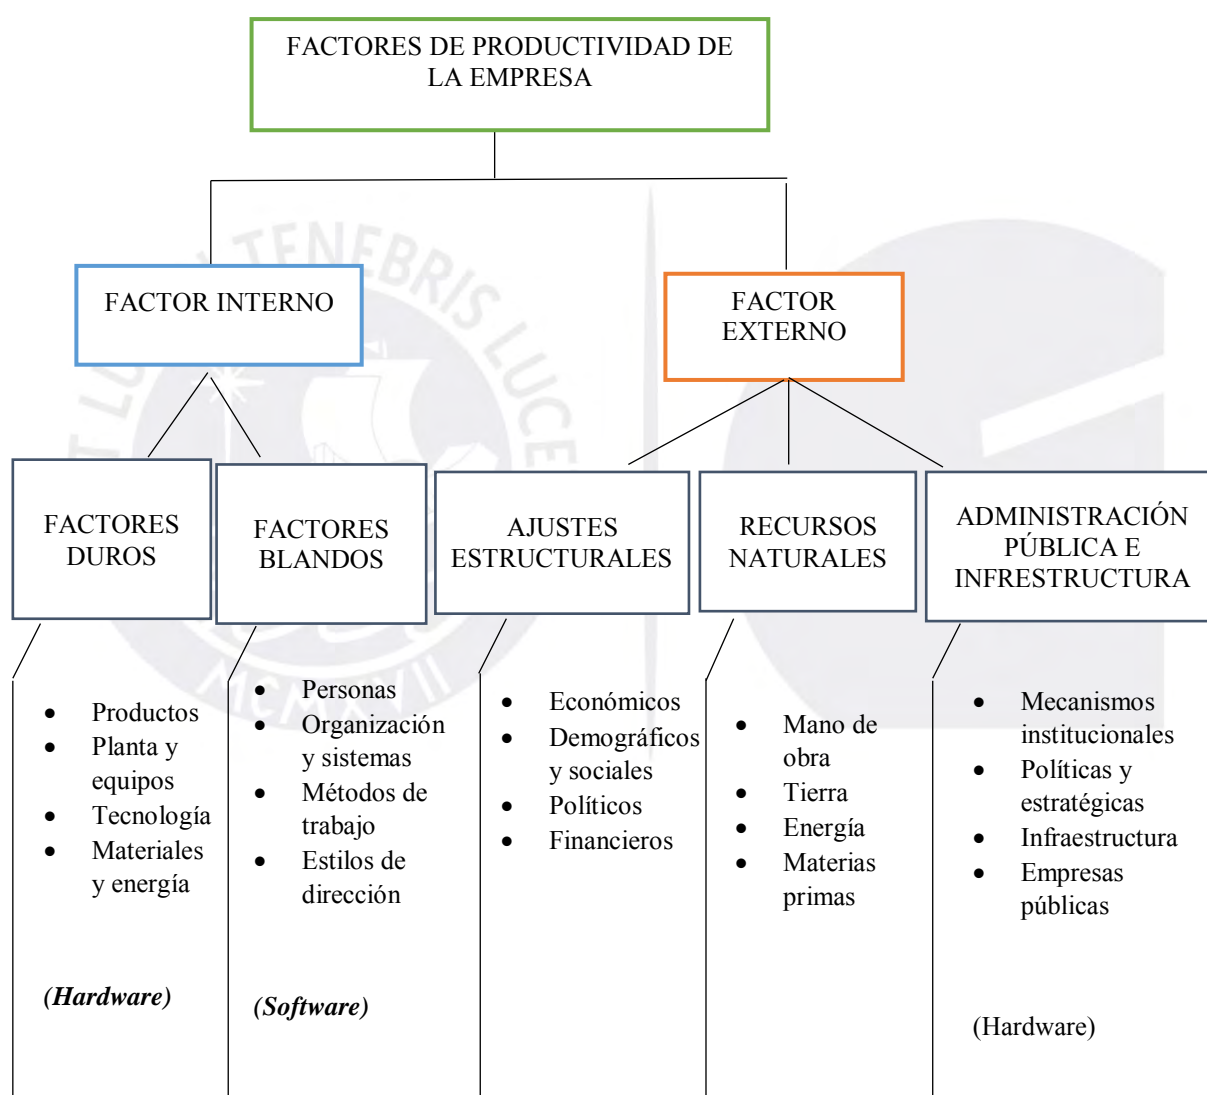 FACTORES DE PRODUCTIVIDAD DE
LA EMPRESA
FACTOR INTERNO
FACTOR
EXTERNO
FACTORES
DUROS
FACTORES
BLANDOS
AJUSTES
ESTRUCTURALES
RECURSOS
NATURALES
ADMINISTRACIÓN
PÚBLICA E
INFRESTRUCTURA
• Productos
• Planta y
equipos
• Tecnología
• Materiales
y energía
(Hardware)
• Personas
• Organización
y sistemas
• Métodos de
trabajo
• Estilos de
dirección
(Software)
• Económicos
• Demográficos
y sociales
• Políticos
• Financieros
• Mano de
obra
• Tierra
• Energía
• Materias
primas
• Mecanismos
institucionales
• Políticas y
estratégicas
• Infraestructura
• Empresas
públicas
(Hardware)
TENEBRIS LUCE
MCMXVII